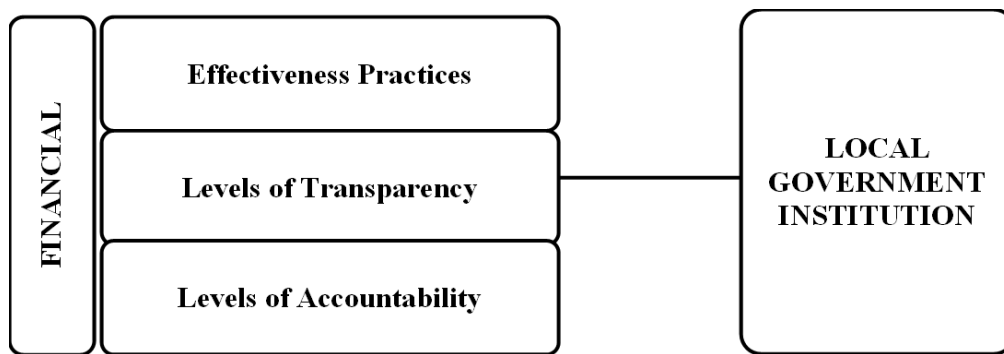 FINANCIAL
Effectiveness Practices
Levels of Transparency
Levels of Accountability
LOCAL
GOVERNMENT
INSTITUTION